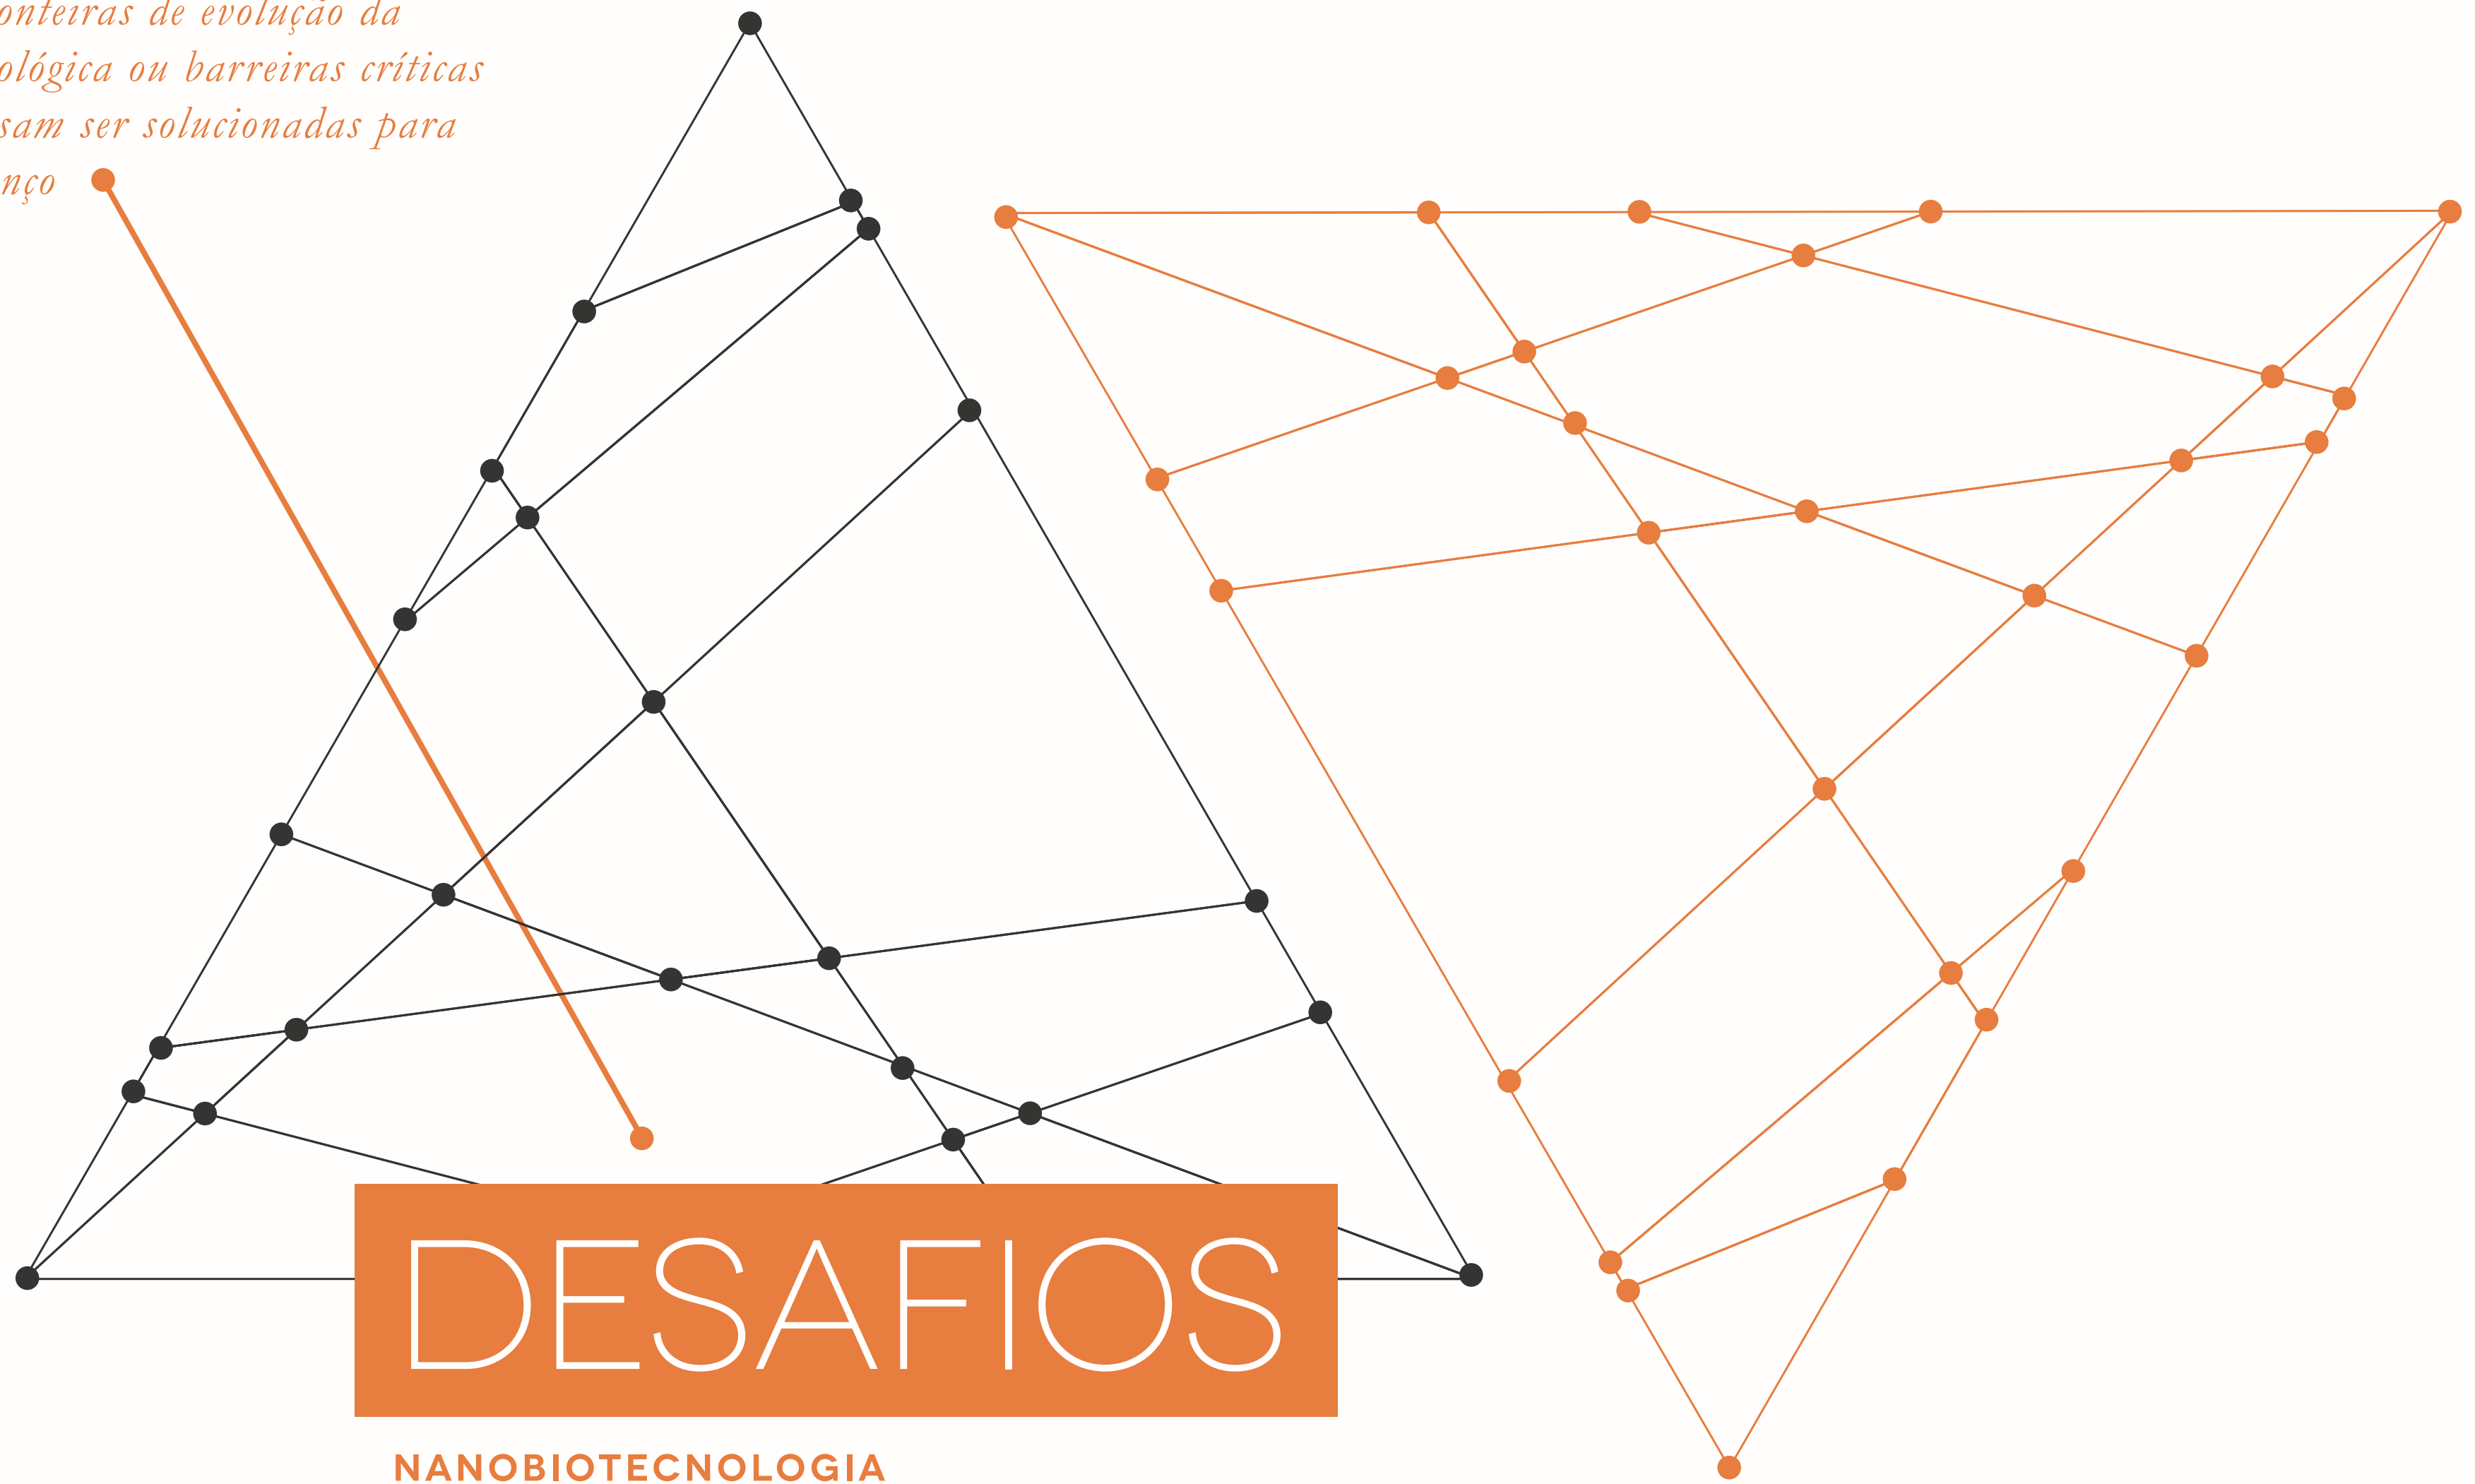 onteiras de evolução da
ológica ou barreiras críticas
sam ser solucionadas para
nço
DESAFIOS
NANOBIOTECNOLOGIA